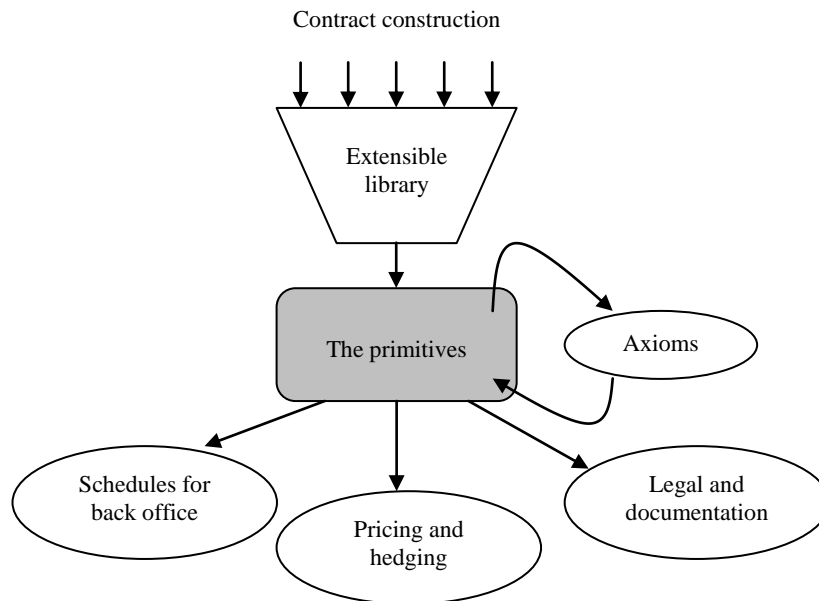 Contract construction
Extensible
library
The primitives
Axioms
Schedules for
back office
Pricing and
hedging
Legal and
documentation